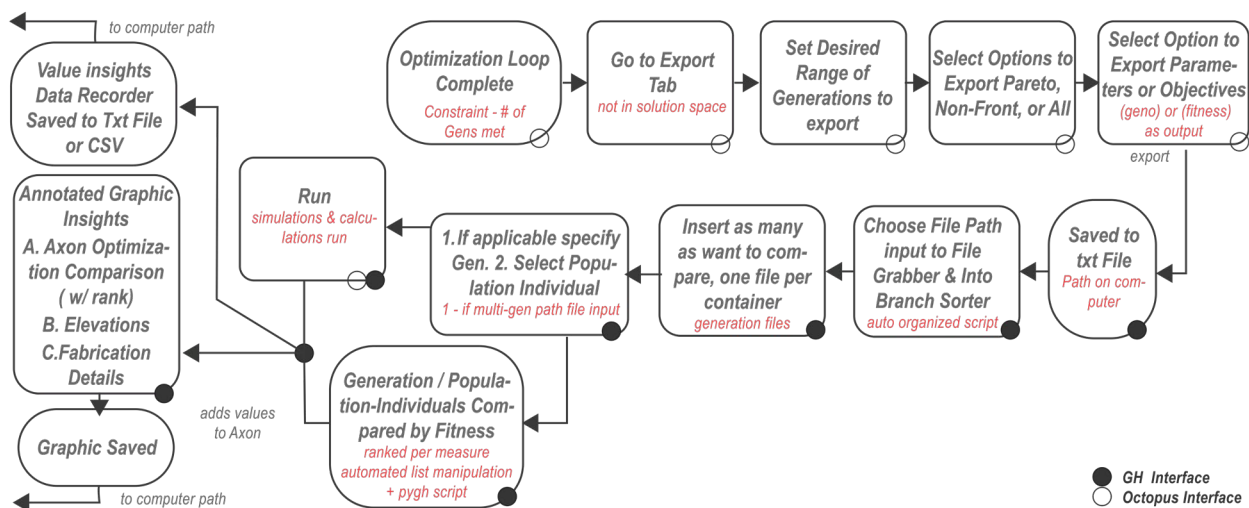 to computer path
Value insights
Data Recorder
Saved to Txt File
or CSV
Optimization Loop
Complete
Constraint - # of
Gens met
Go to Export
Tab
not in solution space
Set Desired
Range of
Generations to
export
Select Options to
Export Pareto,
Non-Front, or All
Select Option to
Export Parame-
ters or Objectives
(geno) or (fitness)
as output
export
Annotated Graphic
Insights
A. Axon Optimiza-
tion Comparison
( w/ rank)
B. Elevations
C.Fabrication
Details
Run
simulations & calcu-
lations run
1.If applicable specify
Gen. 2. Select Popu-
lation Individual
1 - if multi-gen path file input
Insert as many
as want to com-
pare, one file per
container
generation files
Choose File Path
input to File
Grabber & Into
Branch Sorter
auto organized script
Saved to
txt File
Path on com-
puter
Generation / Popula-
tion-Individuals Com-
pared by Fitness
ranked per measure
automated list manipulation
+ pygh script
adds values
to Axon
Graphic Saved
to computer path
GH Interface
Octopus Interface